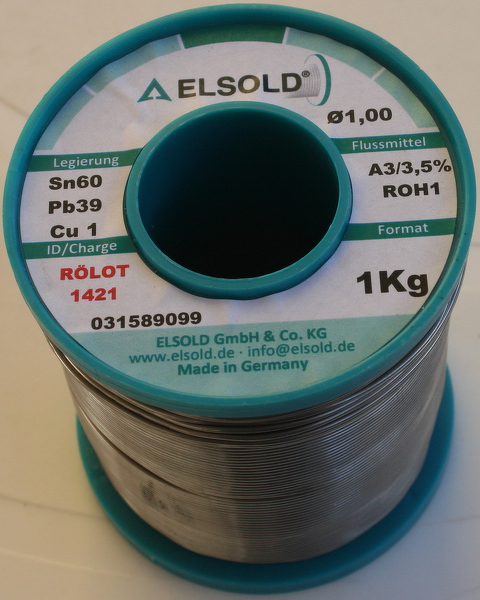 ELSOLD®
Ø1,00
Legierung
Sn60
Pb39
Cu 1
Flussmittel
A3/3,5%
ROH1
ID/Charge
RÖLOT
1421
Format
1Kg
031589099
ELSOLD GmbH & Co. KG
www.elsold.de · info@elsold.de
Made in Germany